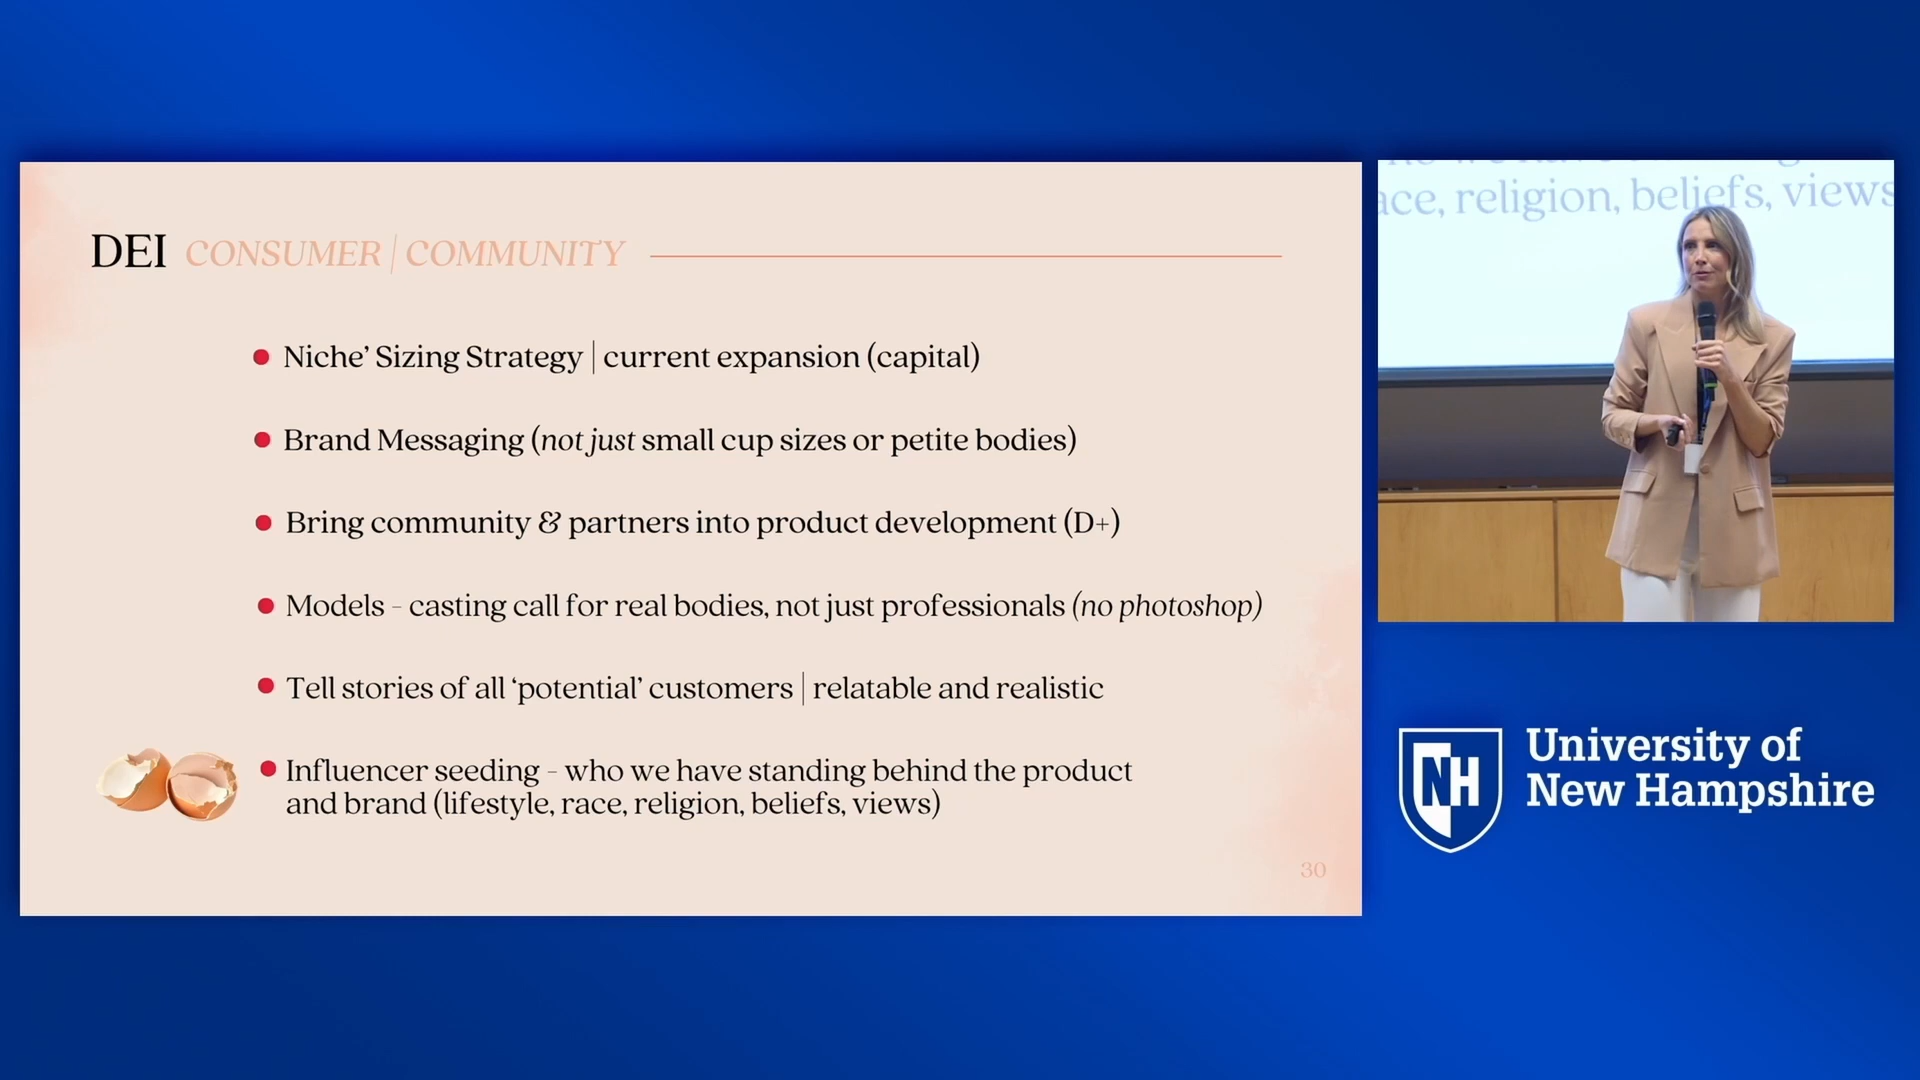 DEI CONSUMER | COMMUNITY
Niche’ Sizing Strategy | current expansion (capital)
Brand Messaging (not just small cup sizes or petite bodies)
Bring community & partners into product development (D+)
Models - casting call for real bodies, not just professionals (no photoshop)
Tell stories of all ‘potential’ customers | relatable and realistic
Influencer seeding - who we have standing behind the product
and brand (lifestyle, race, religion, beliefs, views)
30
religion, beliefs, views
NH
University of
New Hampshire